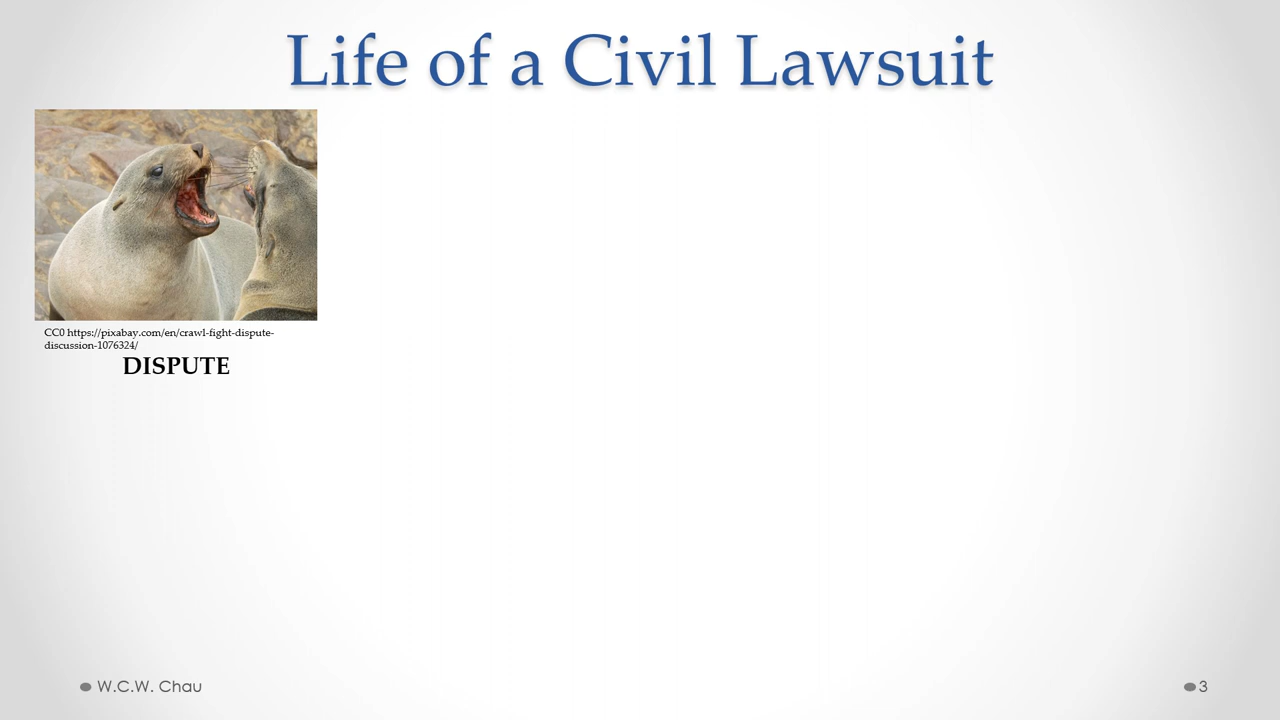 Life of a Civil Lawsuit
CC0 https://pixabay.com/en/crawl-fight-dispute-
discussion-1076324/
DISPUTE
W.C.W. Chau
3